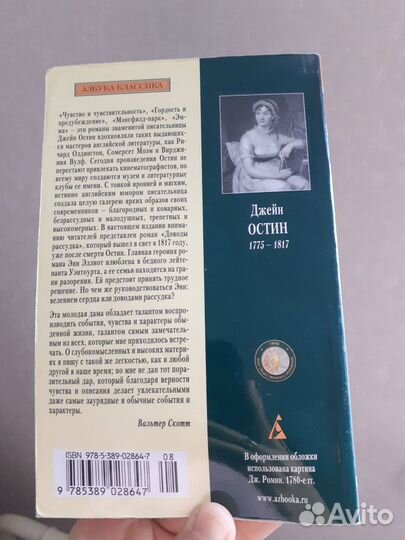 АЗБУКА КЛАССИКА
«Чувство и чувствительность», «Гордость и
предубеждение», «Мэнсфилд-парк», «Эм-
ма» – эти романы знаменитой писательницы
Джейн Остин вдохновляли таких выдающих-
ся мастеров английской литературы, как Ри-
чард Олдингтон, Сомерсет Моэм и Вирджи-
ния Вулф. Сегодня произведения Остин не
перестают привлекать кинематографистов, по
всему миру создаются музеи и литературные
клубы ее имени. С тонкой иронией и мягким,
истинно английским юмором писательница
создала целую галерею ярких образов своих
современников – благородных и коварных,
безрассудных и малодушных, трепетных и
высокомерных. В настоящем издании внима-
нию читателей представлен роман «Доводы
рассудка», который вышел в свет в 1817 году,
уже после смерти Остин. Главная героиня
романа Энн Эллиот влюблена в бедного лейте-
нанта Уэнтуорта, а ее семья находится на гра-
ни разорения. Ей предстоит принять трудное
решение. Но чем же руководствоваться Энн:
велением сердца или доводами рассудка?
Эта молодая дама обладает талантом воспро-
изводить события, чувства и характеры обы-
денной жизни, талантом самым замечатель-
ным из всех, которые мне приходилось встре-
чать. О глубокомысленных и высоких матери-
ях я пишу с такой же легкостью, как и любой
другой в наше время; но мне не дан тот пора-
зительный дар, который благодаря верности
чувства и описания делает увлекательными
даже самые заурядные и обычные события и
характеры.
Вальтер Скотт
ISBN 978-5-389-02864-7
08
9 785389 028647
Джейн
ОСТИН
1775 – 1817
В оформлении обложки
использована картина
Дж. Ромни. 1780-е гг.
www.azbooka.ru
Avito